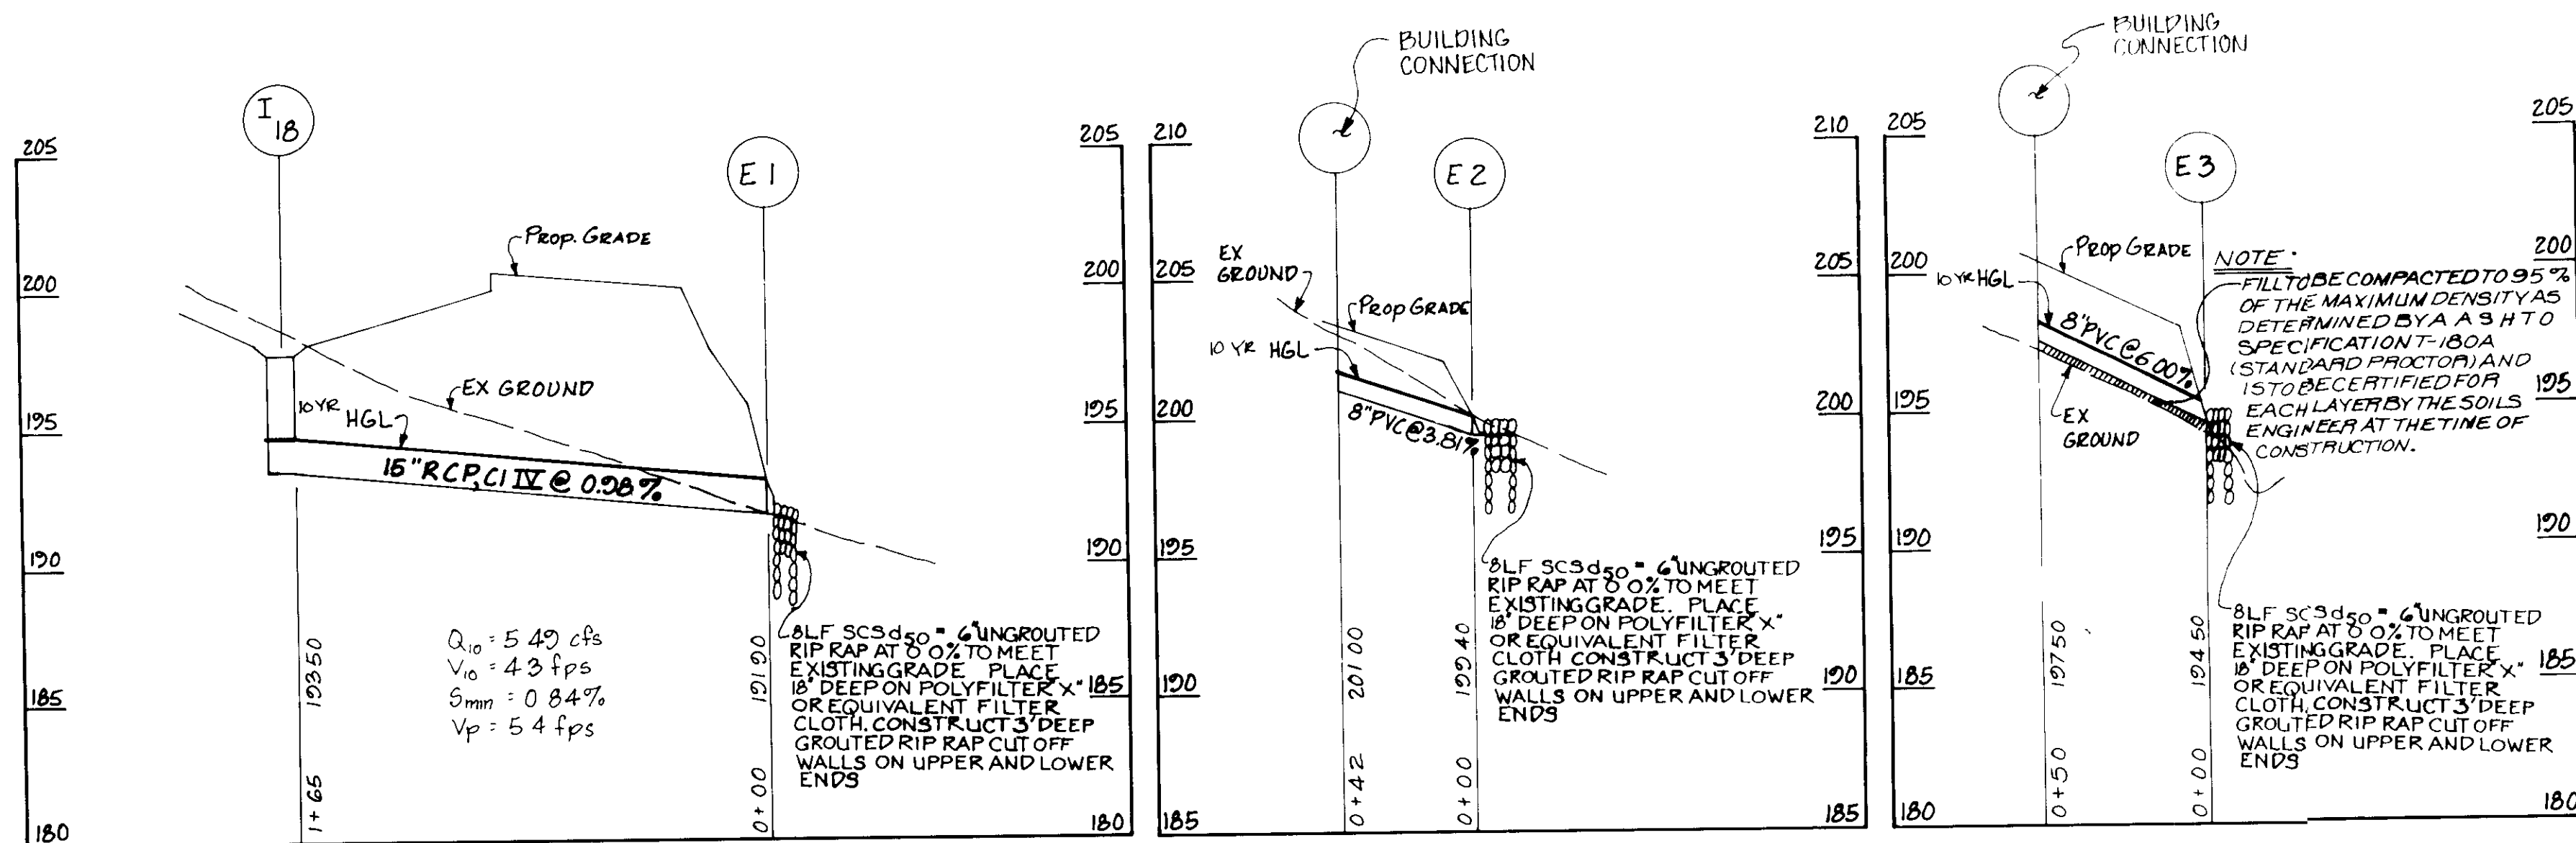 I
18
E 1
205
200
195
190
185
180
205
200
195
190
185
180
PROP. GRADE
EX GROUND
10 YR HGL
15" RCP, Cl IV @ 0.98 %
Q10 = 5 49 cfs
V10 = 4 3 fps
Smin = 0 84%
Vp = 5 4 fps
193 50
1+65
191 90
0+00
8LF SCS d50 = 6" UNGROUTED
RIP RAP AT 0 0% TO MEET
EXISTING GRADE PLACE
18" DEEP ON POLYFILTER "X"
OR EQUIVALENT FILTER
CLOTH. CONSTRUCT 3' DEEP
GROUTED RIP RAP CUT OFF
WALLS ON UPPER AND LOWER
ENDS
BUILDING
CONNECTION
E 2
210
205
200
195
190
185
210
205
200
195
190
185
EX
GROUND
PROP GRADE
10 YR HGL
8" PVC @ 3.81%
201 00
0+42
199 40
0+00
8LF SCS d50 = 6" UNGROUTED
RIP RAP AT 0 0% TO MEET
EXISTING GRADE. PLACE
18" DEEP ON POLYFILTER "X"
OR EQUIVALENT FILTER
CLOTH CONSTRUCT 3' DEEP
GROUTED RIP RAP CUT OFF
WALLS ON UPPER AND LOWER
ENDS
BUILDING
CONNECTION
E 3
205
200
195
190
185
180
205
200
195
190
185
180
PROP GRADE
10 YR HGL
8" PVC @ 6.00%
EX
GROUND
NOTE:
FILL TO BE COMPACTED TO 95%
OF THE MAXIMUM DENSITY AS
DETERMINED BY A A S H T O
SPECIFICATION T-180A
(STANDARD PROCTOR) AND
IS TO BE CERTIFIED FOR
EACH LAYER BY THE SOILS
ENGINEER AT THE TIME OF
CONSTRUCTION.
197 50
0+50
194 50
0+00
8LF SCS d50 = 6" UNGROUTED
RIP RAP AT 0 0% TO MEET
EXISTING GRADE. PLACE
18" DEEP ON POLYFILTER "X"
OR EQUIVALENT FILTER
CLOTH. CONSTRUCT 3' DEEP
GROUTED RIP RAP CUT OFF
WALLS ON UPPER AND LOWER
ENDS